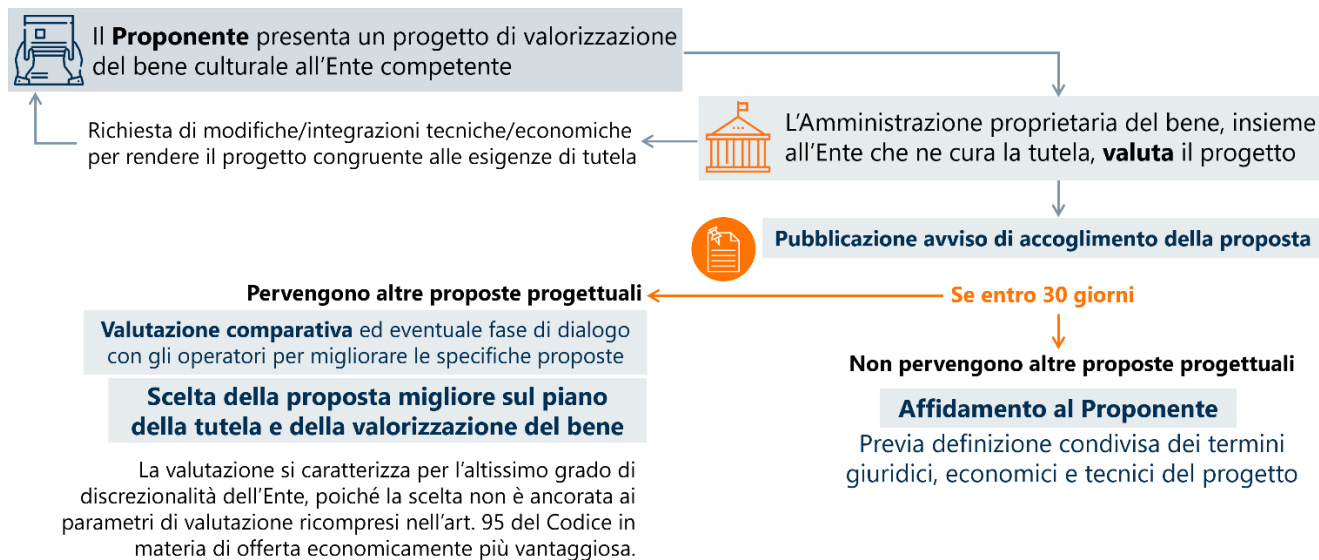 Il Proponente presenta un progetto di valorizzazione
del bene culturale all'Ente competente
Richiesta di modifiche/integrazioni tecniche/economiche
per rendere il progetto congruente alle esigenze di tutela
L'Amministrazione proprietaria del bene, insieme
all'Ente che ne cura la tutela, valuta il progetto
Pubblicazione avviso di accoglimento della proposta
Se entro 30 giorni
Pervengono altre proposte progettuali
Valutazione comparativa ed eventuale fase di dialogo
con gli operatori per migliorare le specifiche proposte
Scelta della proposta migliore sul piano
della tutela e della valorizzazione del bene
La valutazione si caratterizza per l'altissimo grado di
discrezionalità dell'Ente, poiché la scelta non è ancorata ai
parametri di valutazione ricompresi nell'art. 95 del Codice in
materia di offerta economicamente più vantaggiosa.
Non pervengono altre proposte progettuali
Affidamento al Proponente
Previa definizione condivisa dei termini
giuridici, economici e tecnici del progetto